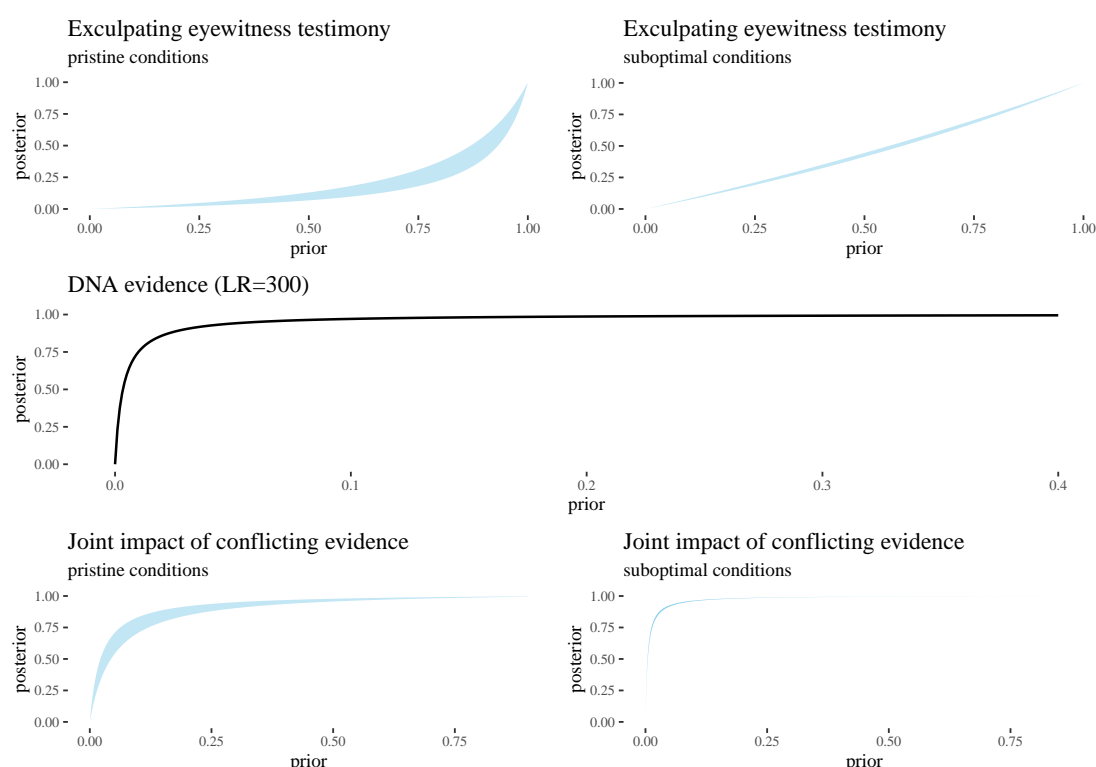 Exculpating eyewitness testimony
pristine conditions
1.00
0.75
0.50
0.25
0.00
posterior
0.00 0.25 0.50 0.75 1.00
prior
Exculpating eyewitness testimony
suboptimal conditions
1.00
0.75
0.50
0.25
0.00
posterior
0.00 0.25 0.50 0.75 1.00
prior
DNA evidence (LR=300)
1.00
0.75
0.50
0.25
0.00
posterior
0.0 0.1 0.2 0.3 0.4
prior
Joint impact of conflicting evidence
pristine conditions
1.00
0.75
0.50
0.25
0.00
posterior
0.00 0.25 0.50 0.75
prior
Joint impact of conflicting evidence
suboptimal conditions
1.00
0.75
0.50
0.25
0.00
posterior
0.00 0.25 0.50 0.75
prior